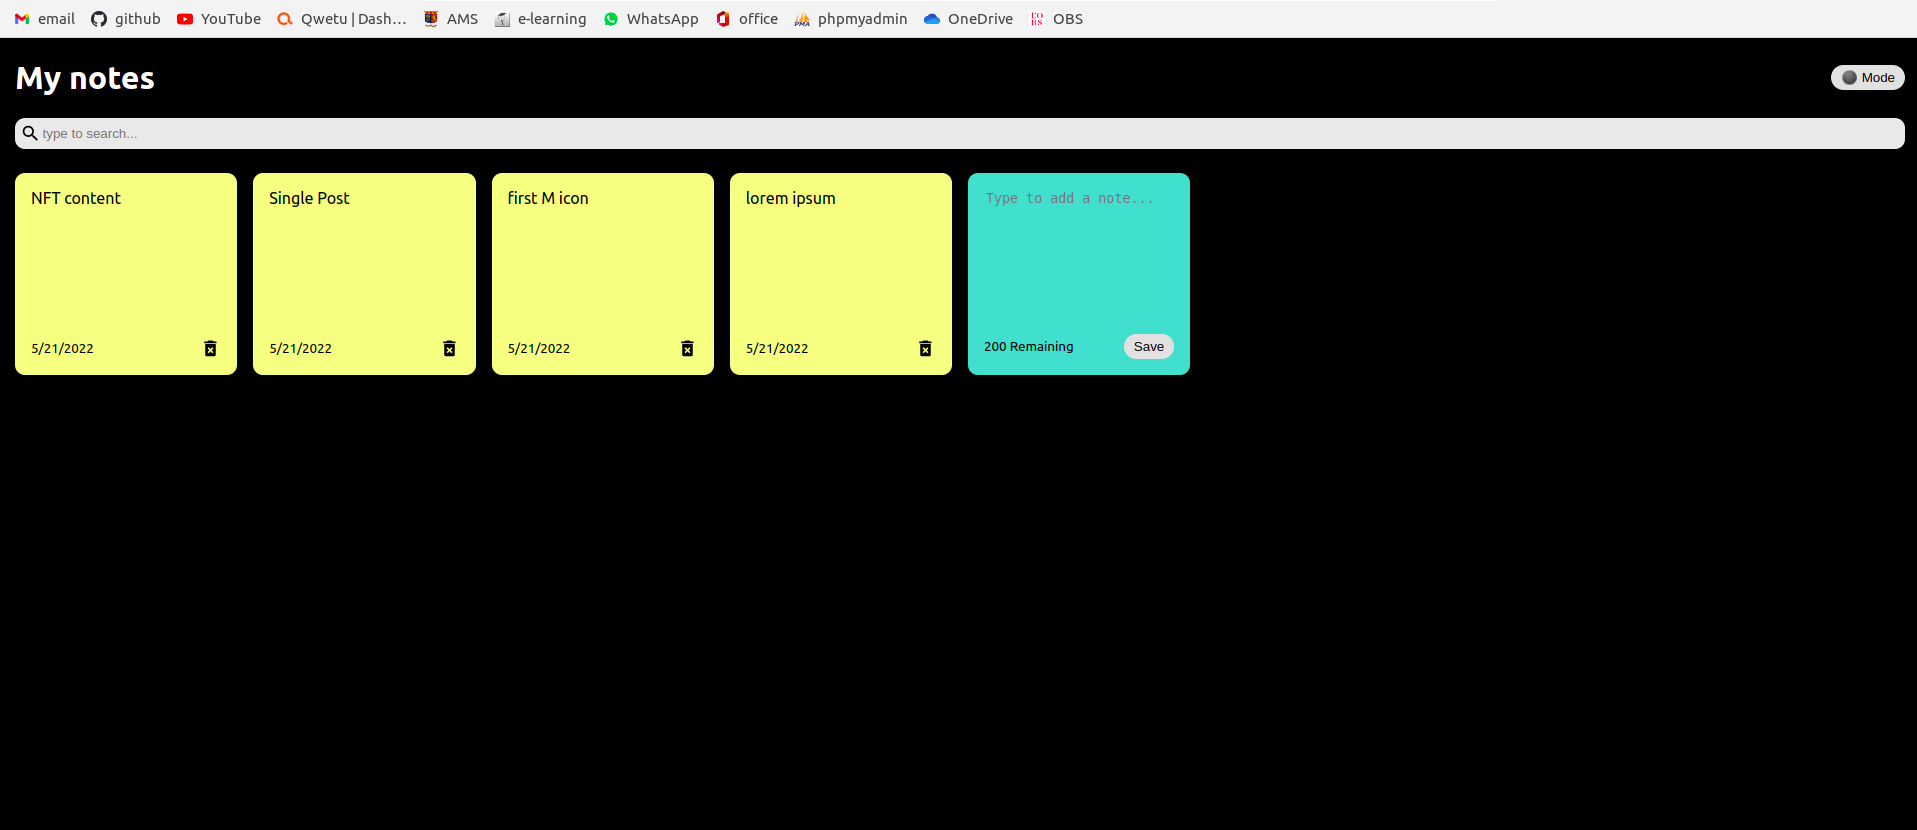 email github YouTube Qwetu | Dash... AMS e-learning WhatsApp office phpmyadmin OneDrive OBS
My notes
Mode
type to search...
NFT content
5/21/2022
Single Post
5/21/2022
first M icon
5/21/2022
lorem ipsum
5/21/2022
Type to add a note...
200 Remaining
Save